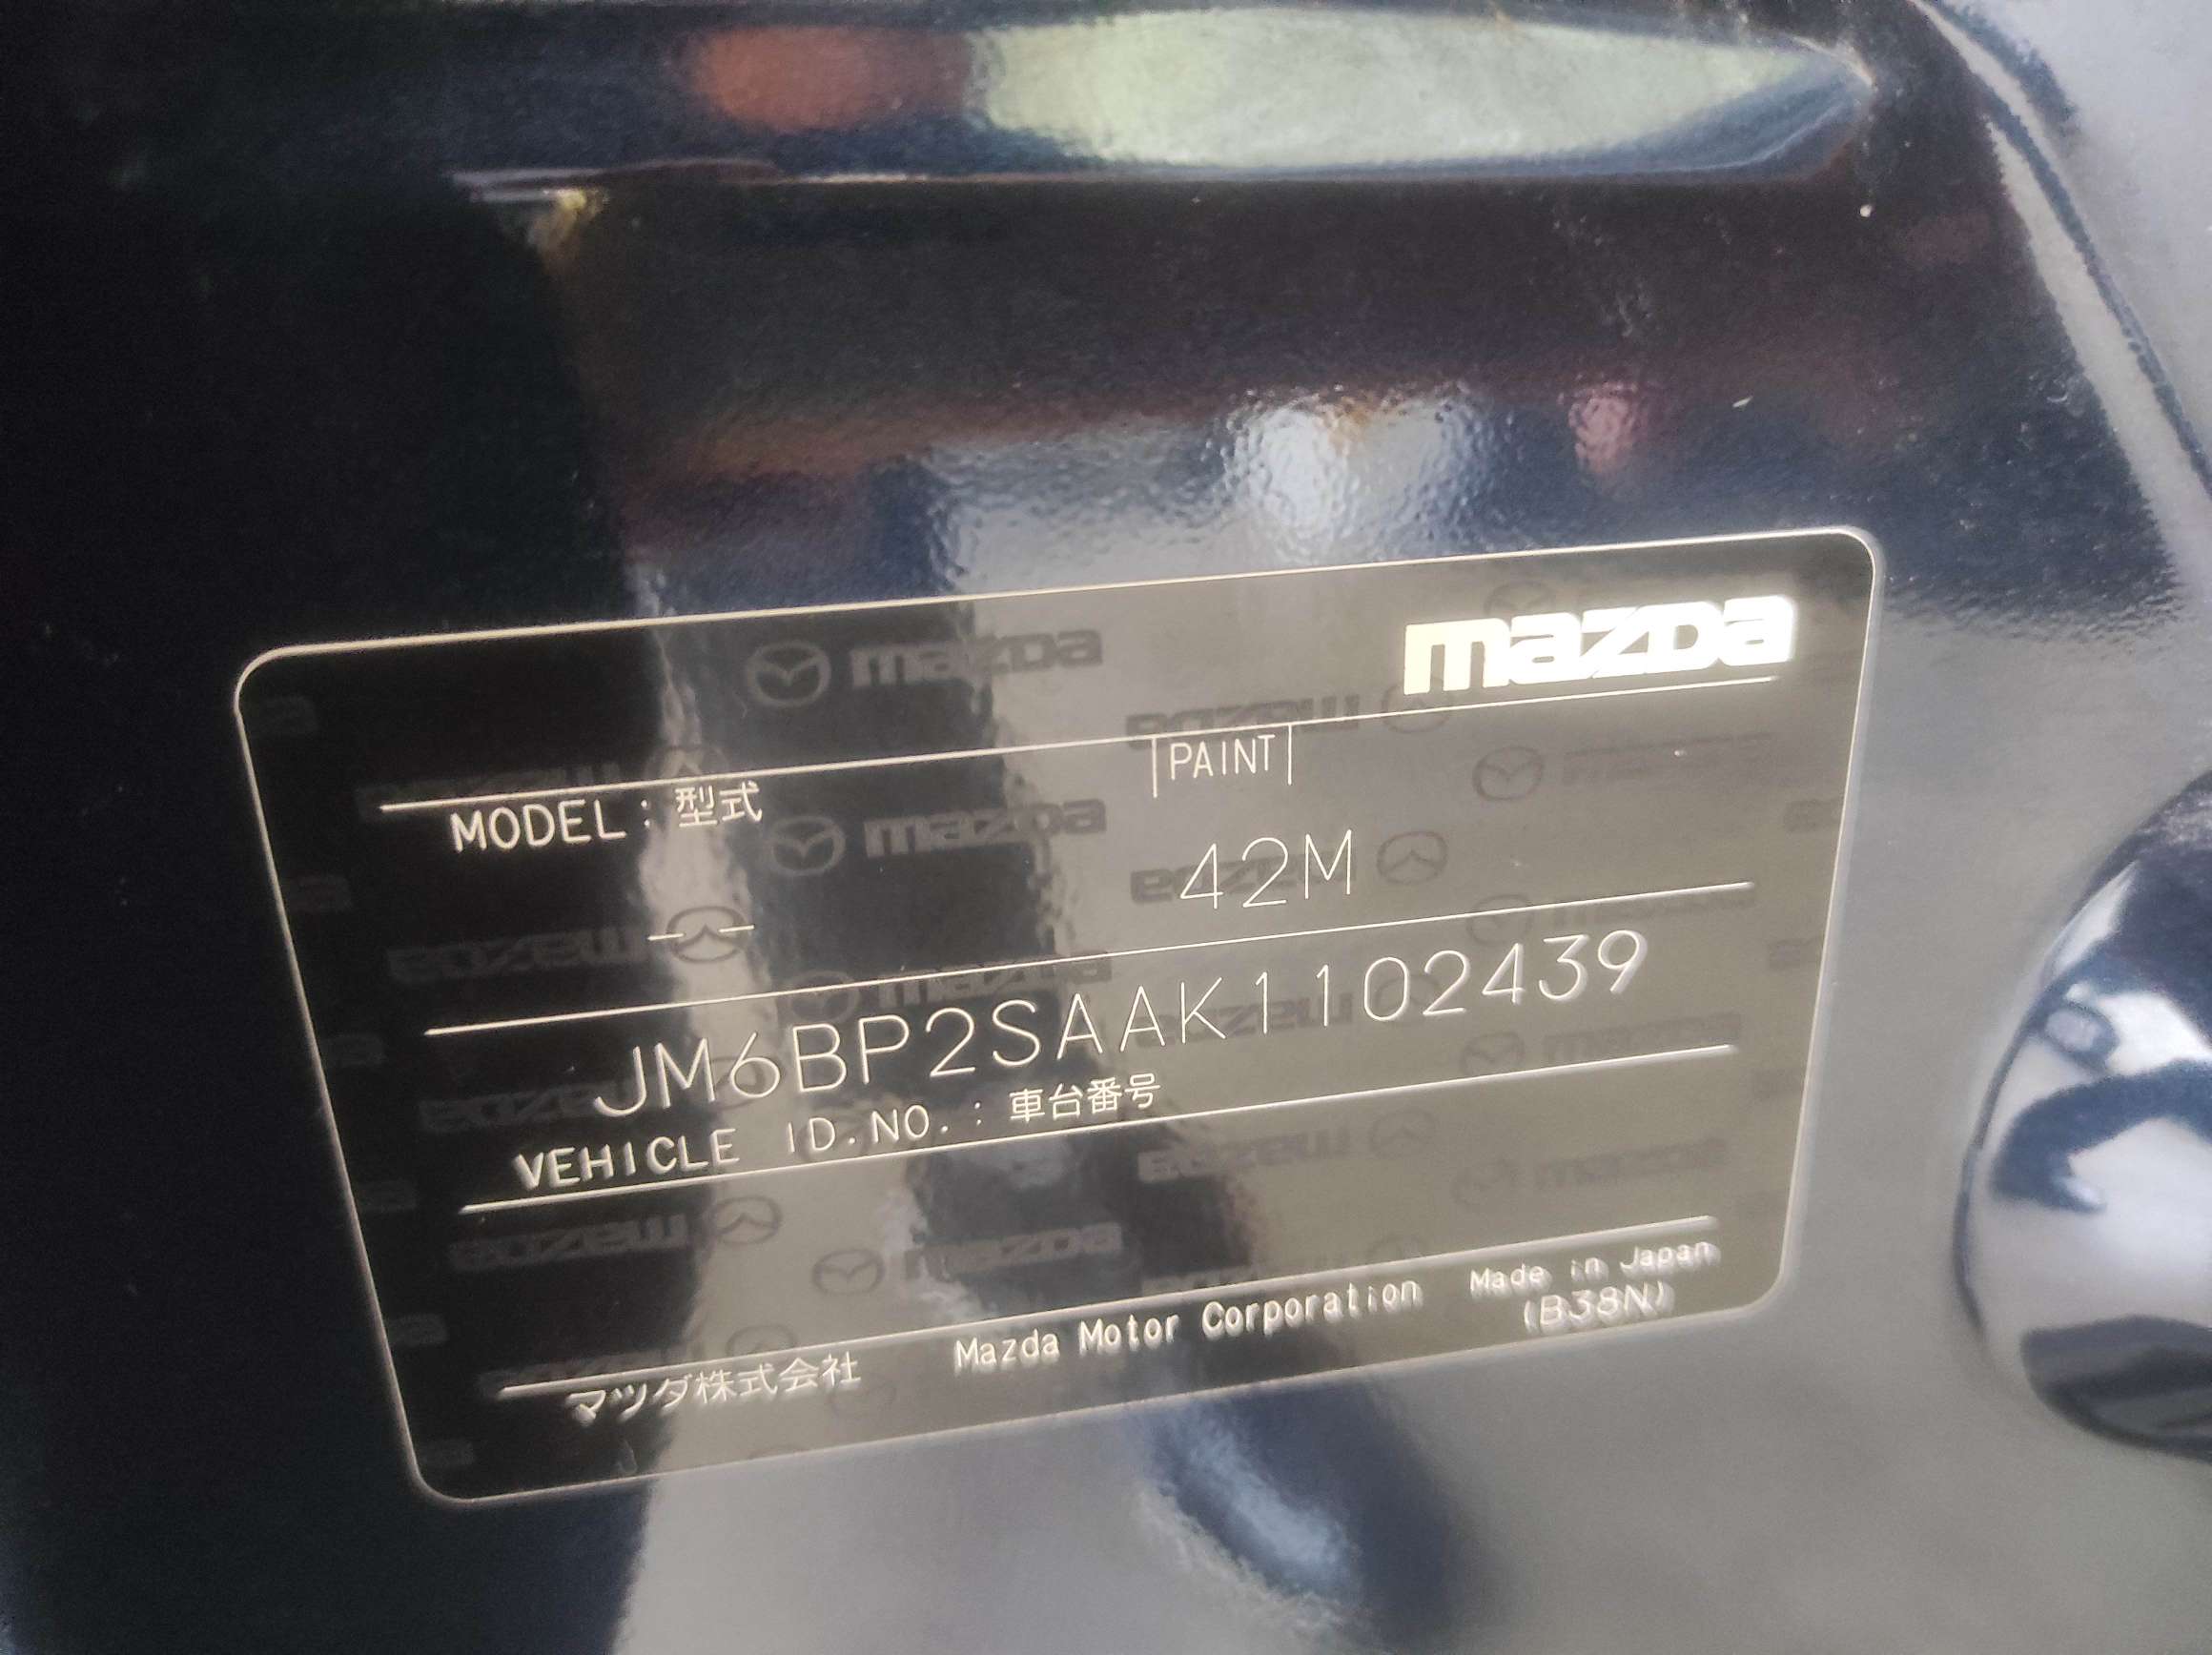 mazda
MODEL : 型式
PAINT
42M
JM6BP2SAAK1102439
VEHICLE ID.NO. : 車台番号
マツダ株式会社 Mazda Motor Corporation Made in Japan
(B38N)